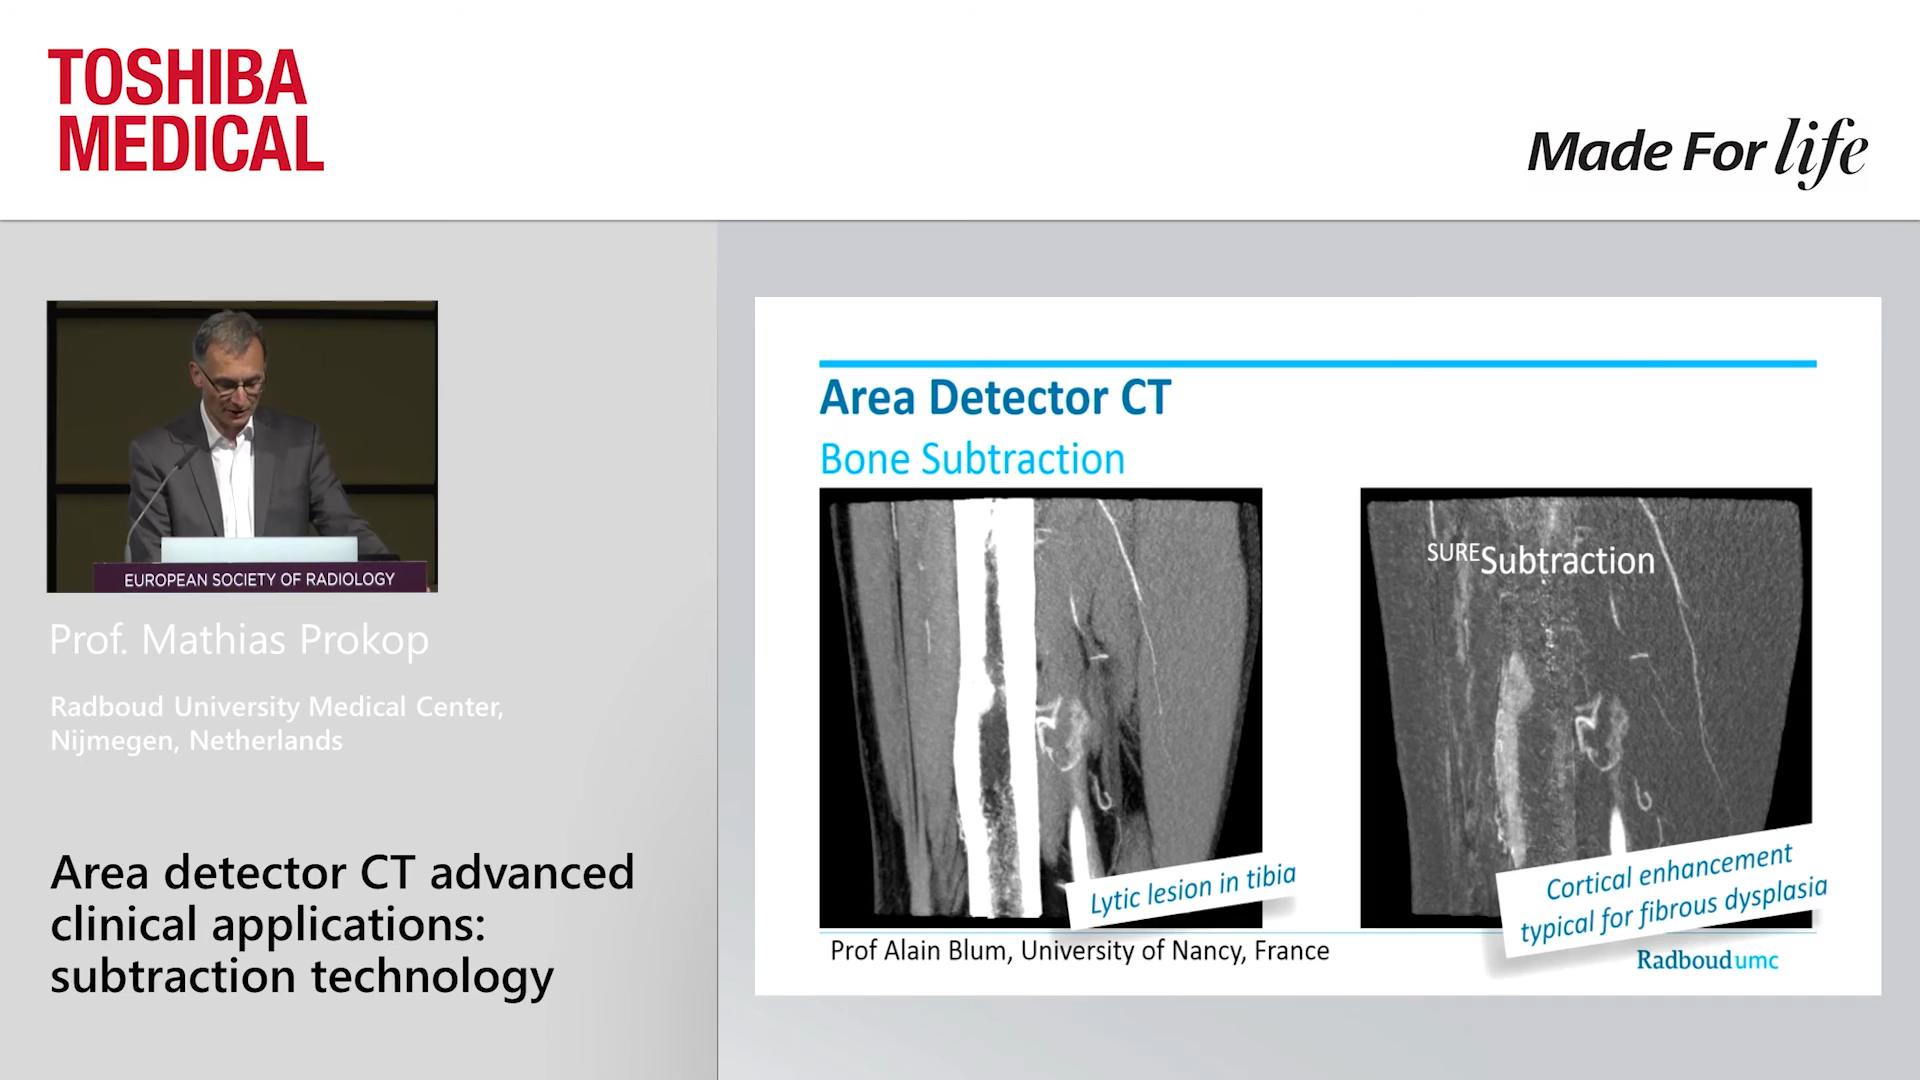 TOSHIBA
MEDICAL
Made For life
EUROPEAN SOCIETY OF RADIOLOGY
Prof. Mathias Prokop
Radboud University Medical Center,
Nijmegen, Netherlands
Area detector CT advanced
clinical applications:
subtraction technology
Area Detector CT
Bone Subtraction
SURESubtraction
Lytic lesion in tibia
Cortical enhancement
typical for fibrous dysplasia
Prof Alain Blum, University of Nancy, France
Radboudumc